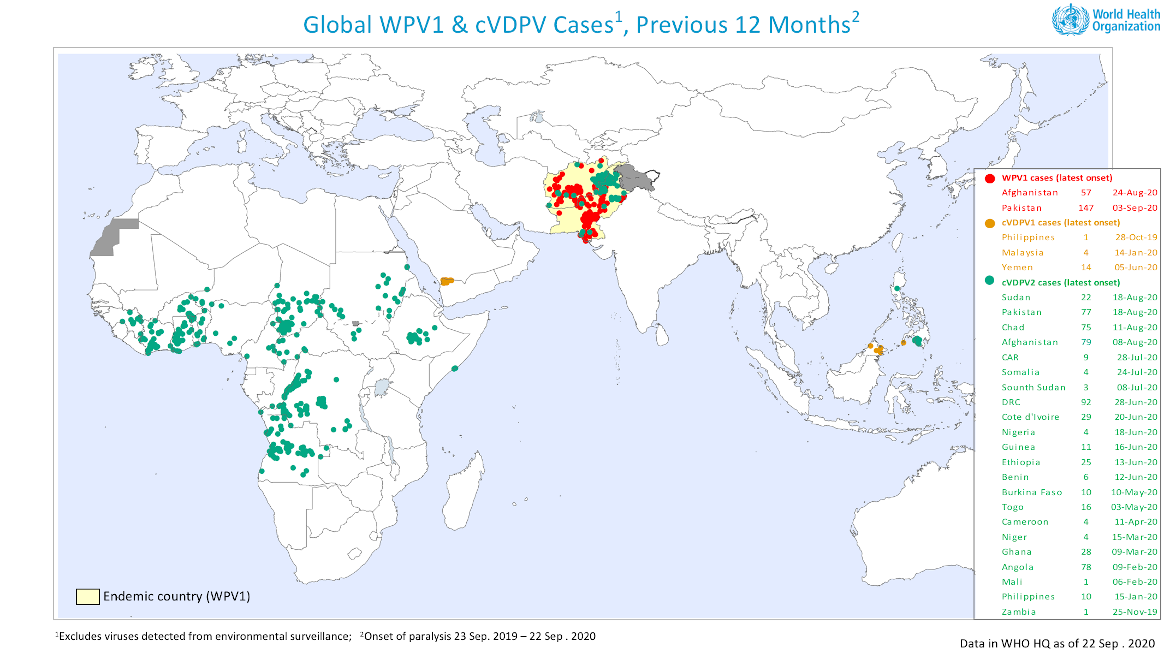 Global WPV1 & cVDPV Cases¹, Previous 12 Months²
World Health
Organization
WPV1 cases (latest onset)
Afghanistan 57 24-Aug-20
Pakistan 147 03-Sep-20
cVDPV1 cases (latest onset)
Philippines 1 28-Oct-19
Malaysia 4 14-Jan-20
Yemen 14 05-Jun-20
cVDPV2 cases (latest onset)
Sudan 22 18-Aug-20
Pakistan 77 18-Aug-20
Chad 75 11-Aug-20
Afghanistan 79 08-Aug-20
CAR 9 28-Jul-20
Somalia 4 24-Jul-20
Sounth Sudan 3 08-Jul-20
DRC 92 28-Jun-20
Cote d'Ivoire 29 20-Jun-20
Nigeria 4 18-Jun-20
Guinea 11 16-Jun-20
Ethiopia 25 13-Jun-20
Benin 6 12-Jun-20
Burkina Faso 10 10-May-20
Togo 16 03-May-20
Cameroon 4 11-Apr-20
Niger 4 15-Mar-20
Ghana 28 09-Mar-20
Angola 78 09-Feb-20
Mali 1 06-Feb-20
Philippines 10 15-Jan-20
Zambia 1 25-Nov-19
Endemic country (WPV1)
¹Excludes viruses detected from environmental surveillance; ²Onset of paralysis 23 Sep. 2019 – 22 Sep . 2020
Data in WHO HQ as of 22 Sep . 2020